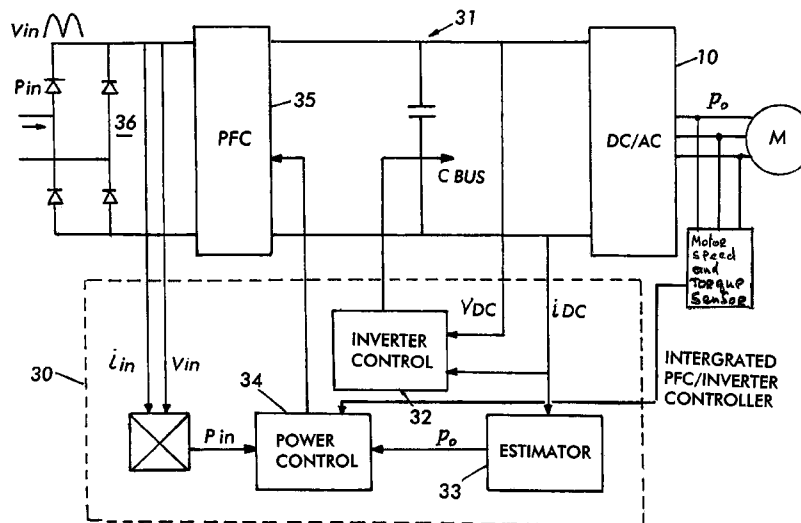 Vin
31
10
Pin
36
35
PFC
DC/AC
po
M
C BUS
Motor
speed
and
Torque
Sensor
VDC
iDC
iin
Vin
30
INVERTER
CONTROL
32
INTERGRATED
PFC/INVERTER
CONTROLLER
34
Pin
POWER
CONTROL
po
ESTIMATOR
33